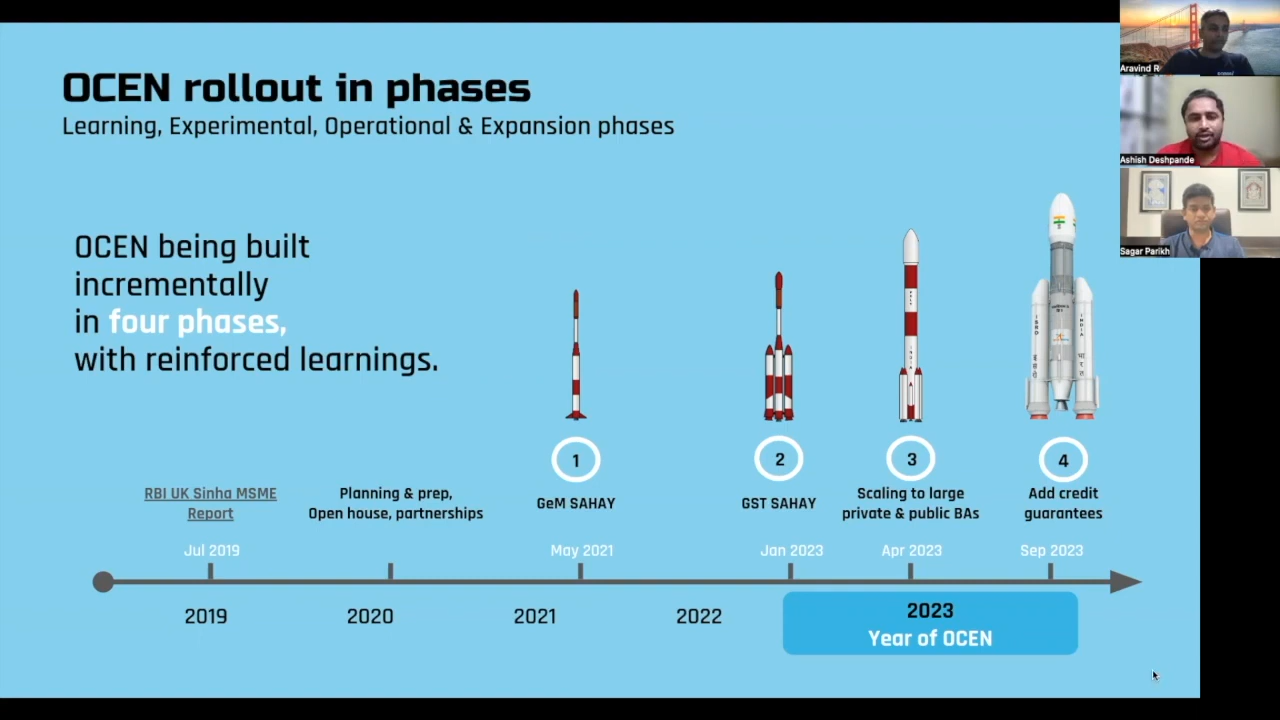 OCEN rollout in phases
Learning, Experimental, Operational & Expansion phases
OCEN being built
incrementally
in four phases,
with reinforced learnings.
1
2
3
4
RBI UK Sinha MSME
Report
Planning & prep,
Open house, partnerships
GeM SAHAY
GST SAHAY
Scaling to large
private & public BAs
Add credit
guarantees
Jul 2019
May 2021
Jan 2023
Apr 2023
Sep 2023
2019
2020
2021
2022
2023
Year of OCEN
Aravind R
Ashish Deshpande
Sagar Parikh
ISRO
INDIA
भारत